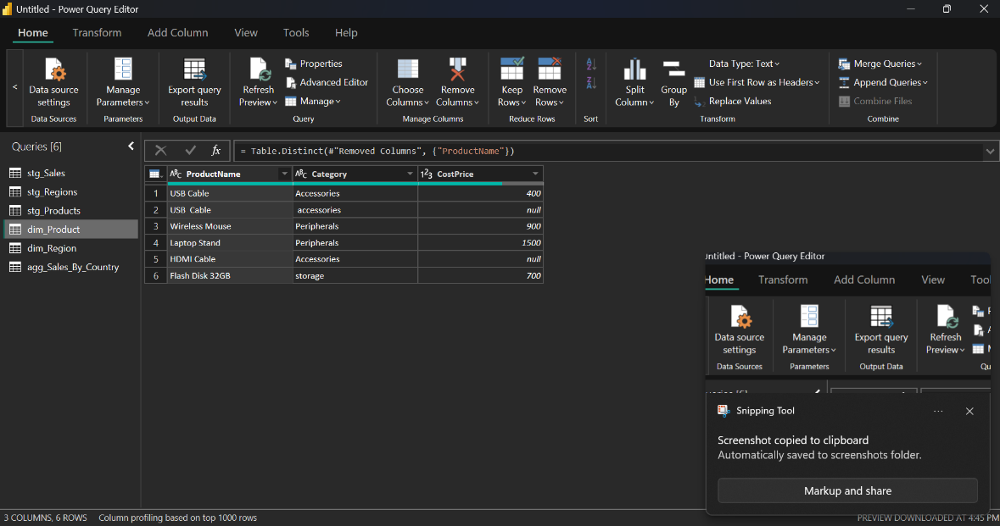 Untitled - Power Query Editor
Home Transform Add Column View Tools Help
Data source settings
Data Sources
Manage Parameters
Parameters
Export query results
Output Data
Refresh Preview
Properties
Advanced Editor
Manage
Query
Choose Columns
Remove Columns
Manage Columns
Keep Rows
Remove Rows
Reduce Rows
Sort
Split Column
Group By
Data Type: Text
Use First Row as Headers
Replace Values
Transform
Merge Queries
Append Queries
Combine Files
Combine
Queries [6]
stg_Sales
stg_Regions
stg_Products
dim_Product
dim_Region
agg_Sales_By_Country
fx = Table.Distinct(#"Removed Columns", {"ProductName"})
ABC ProductName ABC Category 123 CostPrice
1 USB Cable Accessories 400
2 USB  Cable  accessories null
3 Wireless Mouse Peripherals 900
4 Laptop Stand Peripherals 1500
5 HDMI Cable Accessories null
6 Flash Disk 32GB storage 700
- Power Query Editor
Home Transform Add Column View
Data source settings
Data Sources
Manage Parameters
Parameters
Export query results
Output Data
Refresh Preview
Snipping Tool
Screenshot copied to clipboard
Automatically saved to screenshots folder.
Markup and share
3 COLUMNS, 6 ROWS Column profiling based on top 1000 rows
PREVIEW DOWNLOADED AT 4:45 PM